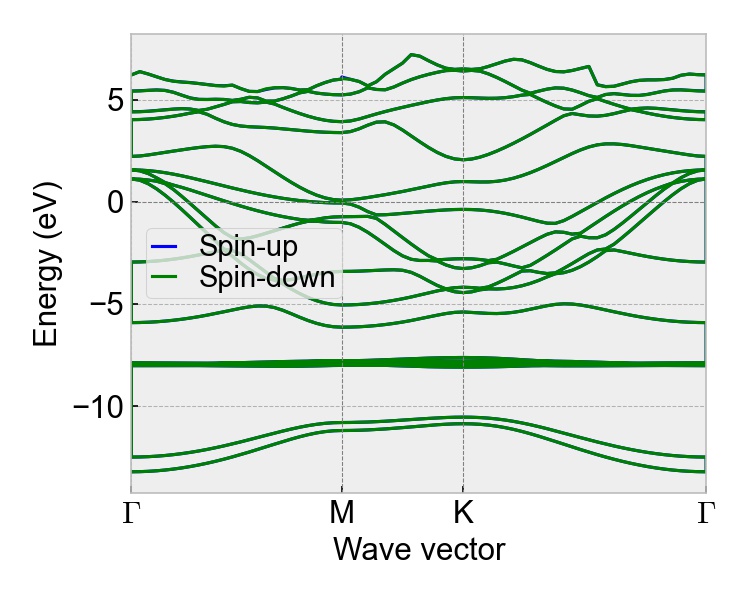 5
0
−5
−10
Energy (eV)
Spin-up
Spin-down
Γ M K Γ
Wave vector